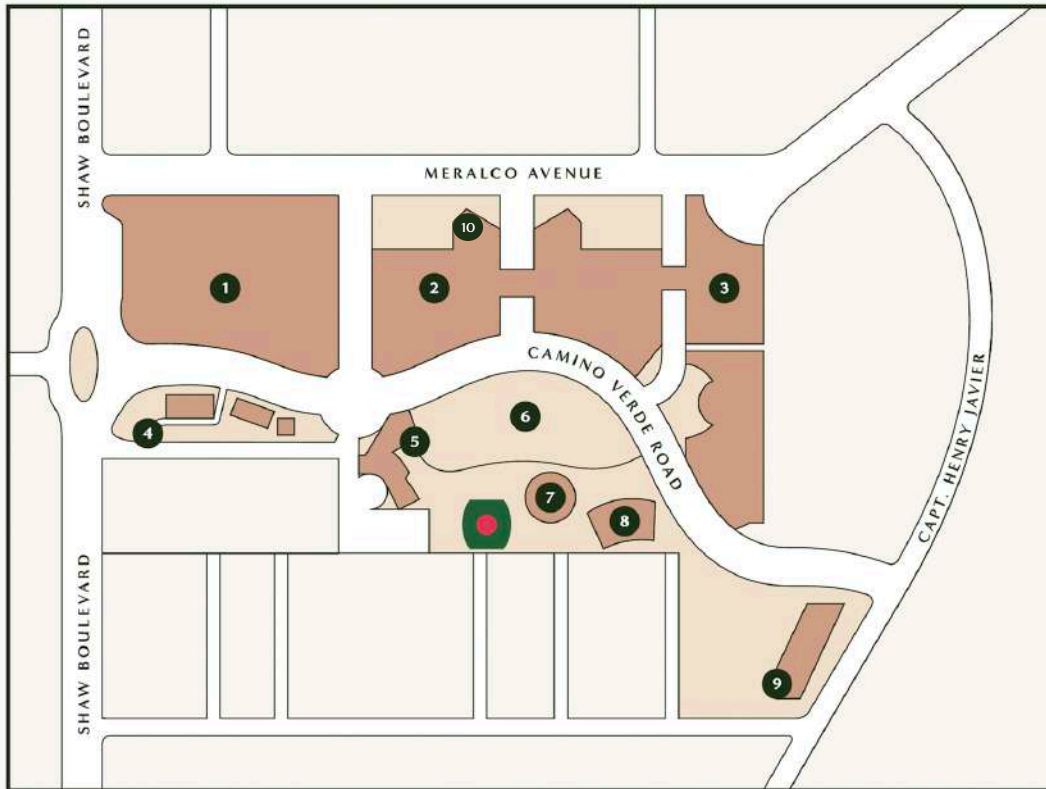 SHAW BOULEVARD
MERALCO AVENUE
10
1
2
3
CAMINO VERDE ROAD
4
5
6
7
8
CAPT. HENRY JAVIER
SHAW BOULEVARD
9